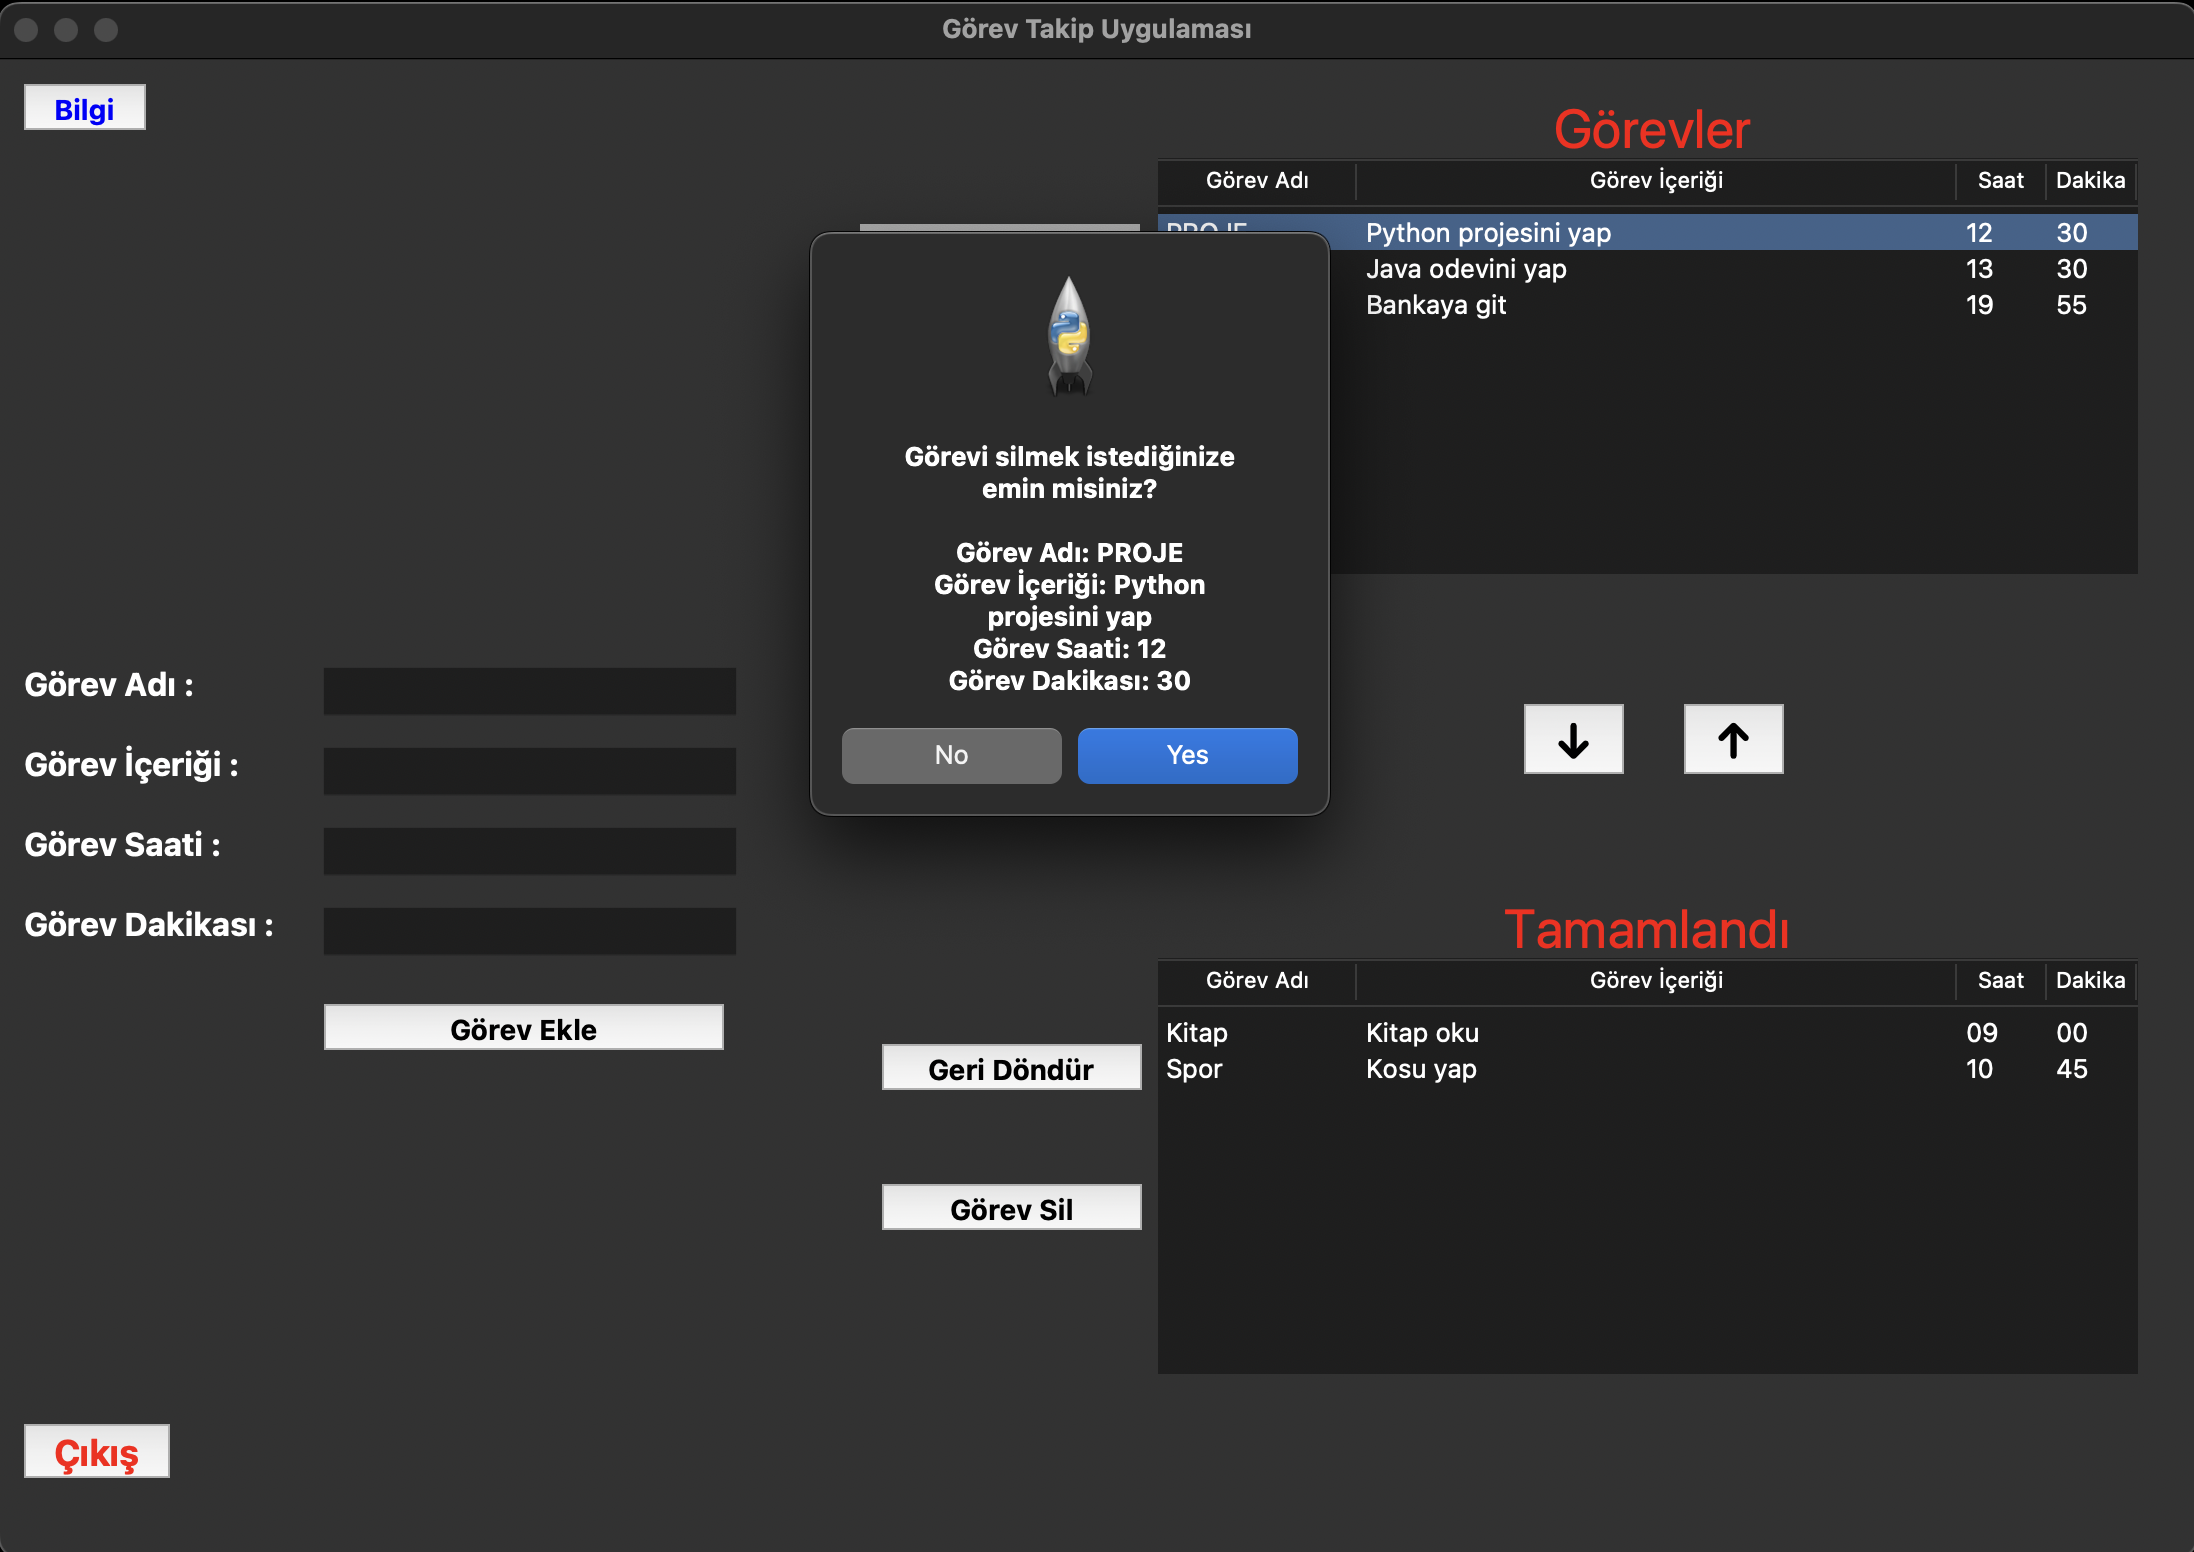 Görev Takip Uygulaması
Bilgi
Görevler
Görev Adı Görev İçeriği Saat Dakika
PROJE Python projesini yap 12 30
Java odevini yap 13 30
Bankaya git 19 55
Görevi silmek istediğinize
emin misiniz?
Görev Adı: PROJE
Görev İçeriği: Python
projesini yap
Görev Saati: 12
Görev Dakikası: 30
No Yes
Görev Adı :
Görev İçeriği :
Görev Saati :
Görev Dakikası :
Görev Ekle
↓ ↑
Tamamlandı
Görev Adı Görev İçeriği Saat Dakika
Kitap Kitap oku 09 00
Spor Kosu yap 10 45
Geri Döndür
Görev Sil
Çıkış